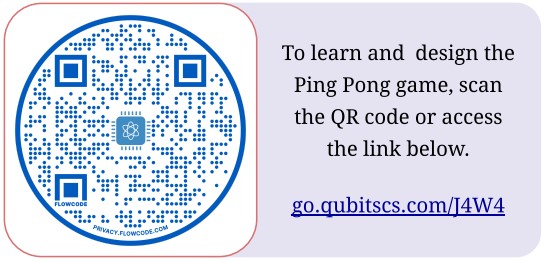 To learn and design the
Ping Pong game, scan
the QR code or access
the link below.
go.qubitscs.com/J4W4
FLOWCODE
PRIVACY.FLOWCODE.COM